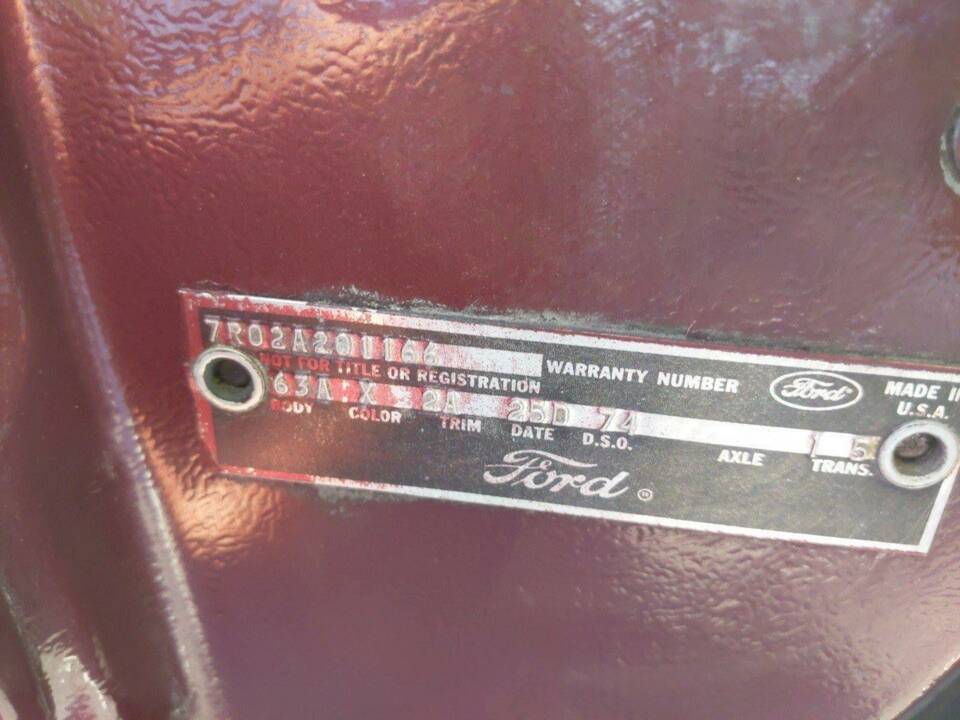 7R02A201166
WARRANTY NUMBER
Ford
MADE IN
U.S.A.
NOT FOR TITLE OR REGISTRATION
63A X 2A 25D 74 1 5
BODY COLOR TRIM DATE D.S.O. AXLE TRANS.
Ford ®